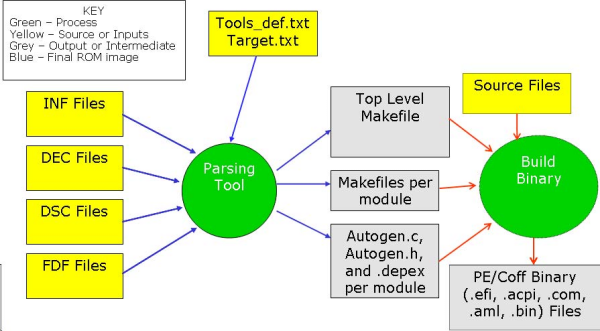 KEY
Green – Process
Yellow – Source or Inputs
Grey – Output or Intermediate
Blue – Final ROM image
Tools_def.txt
Target.txt
INF Files
DEC Files
DSC Files
FDF Files
Parsing
Tool
Top Level
Makefile
Makefiles per
module
Autogen.c,
Autogen.h,
and .depex
per module
Source Files
Build
Binary
PE/Coff Binary
(.efi, .acpi, .com,
.aml, .bin) Files